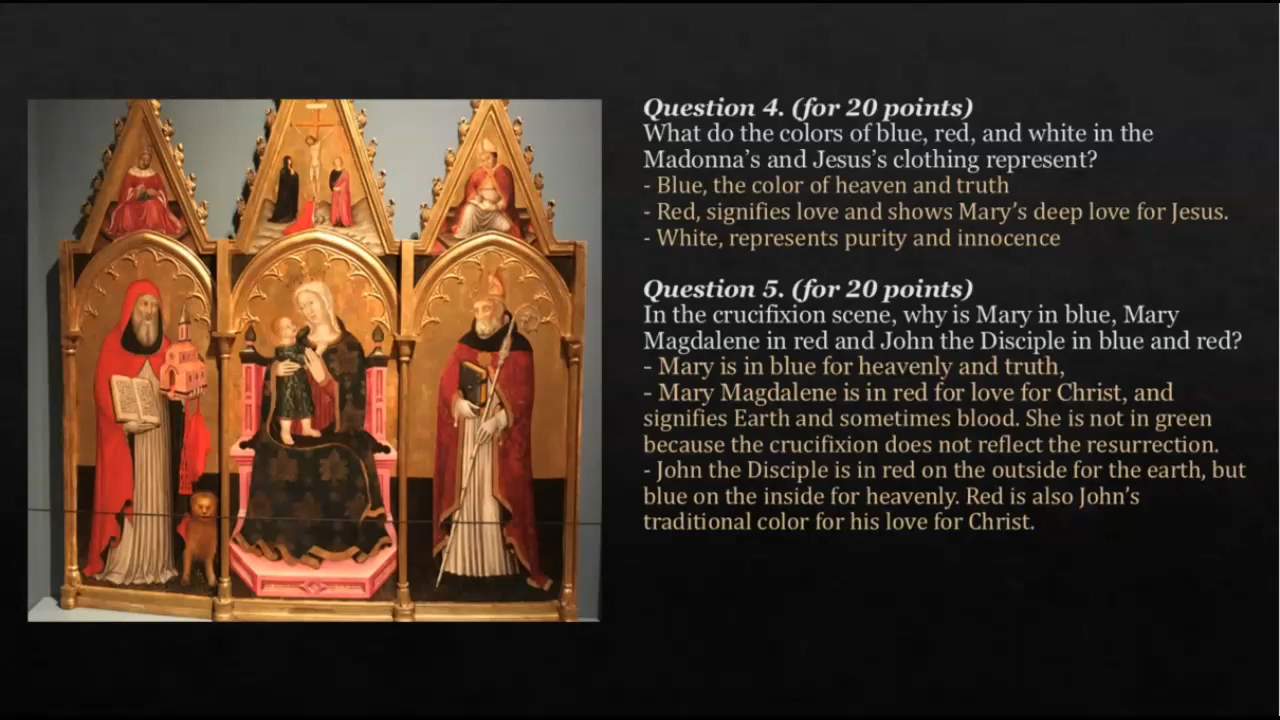 Question 4. (for 20 points)
What do the colors of blue, red, and white in the
Madonna’s and Jesus’s clothing represent?
- Blue, the color of heaven and truth
- Red, signifies love and shows Mary’s deep love for Jesus.
- White, represents purity and innocence
Question 5. (for 20 points)
In the crucifixion scene, why is Mary in blue, Mary
Magdalene in red and John the Disciple in blue and red?
- Mary is in blue for heavenly and truth,
- Mary Magdalene is in red for love for Christ, and
signifies Earth and sometimes blood. She is not in green
because the crucifixion does not reflect the resurrection.
- John the Disciple is in red on the outside for the earth, but
blue on the inside for heavenly. Red is also John’s
traditional color for his love for Christ.